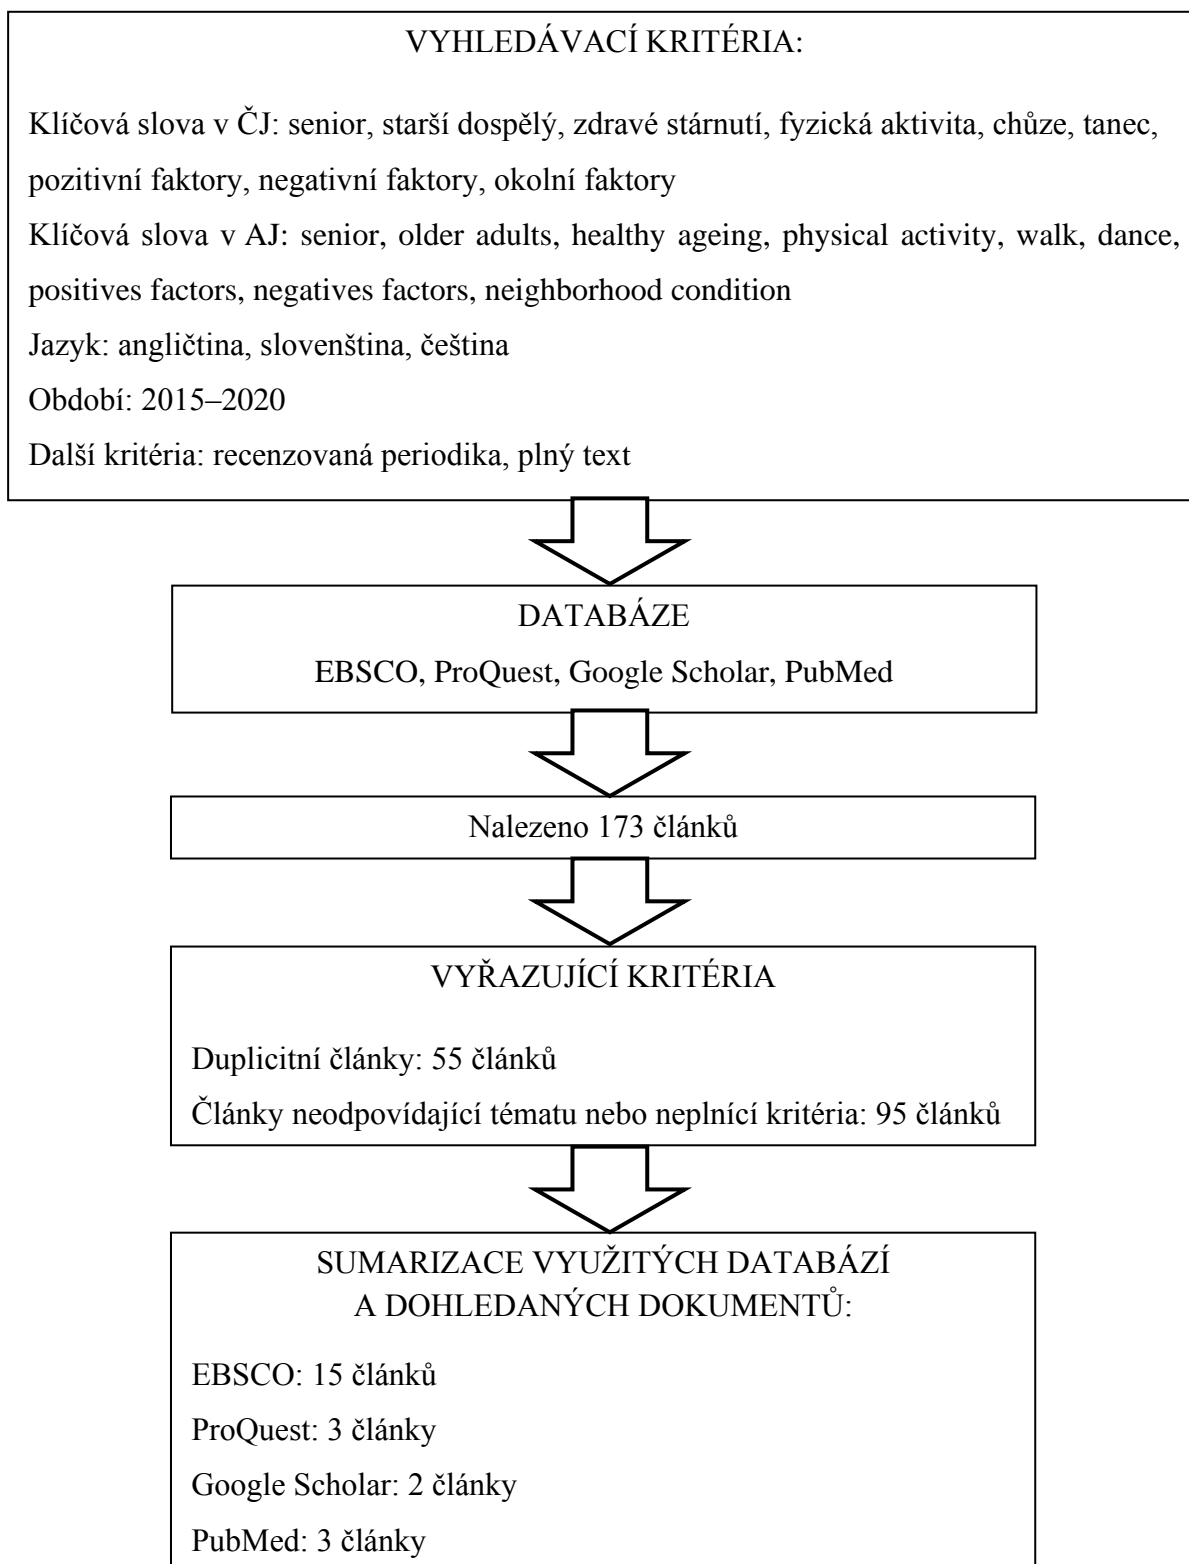 VYHLEDÁVACÍ KRITÉRIA:
Klíčová slova v ČJ: senior, starší dospělý, zdravé stárnutí, fyzická aktivita, chůze, tanec,
pozitivní faktory, negativní faktory, okolní faktory
Klíčová slova v AJ: senior, older adults, healthy ageing, physical activity, walk, dance,
positives factors, negatives factors, neighborhood condition
Jazyk: angličtina, slovenština, čeština
Období: 2015–2020
Další kritéria: recenzovaná periodika, plný text
DATABÁZE
EBSCO, ProQuest, Google Scholar, PubMed
Nalezeno 173 článků
VYŘAZUJÍCÍ KRITÉRIA
Duplicitní články: 55 článků
Články neodpovídající tématu nebo neplnící kritéria: 95 článků
SUMARIZACE VYUŽITÝCH DATABÁZÍ
A DOHLEDANÝCH DOKUMENTŮ:
EBSCO: 15 článků
ProQuest: 3 články
Google Scholar: 2 články
PubMed: 3 články